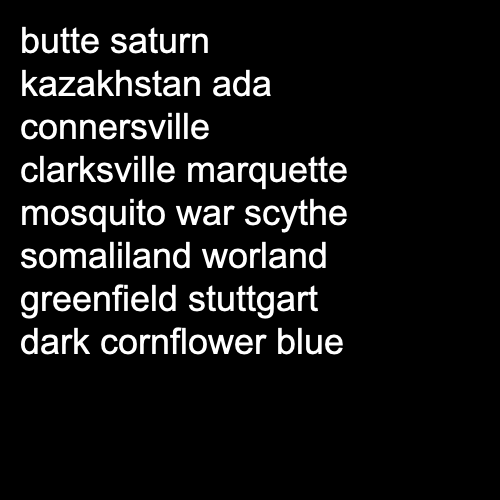 butte saturn
kazakhstan ada
connersville
clarksville marquette
mosquito war scythe
somaliland worland
greenfield stuttgart
dark cornflower blue